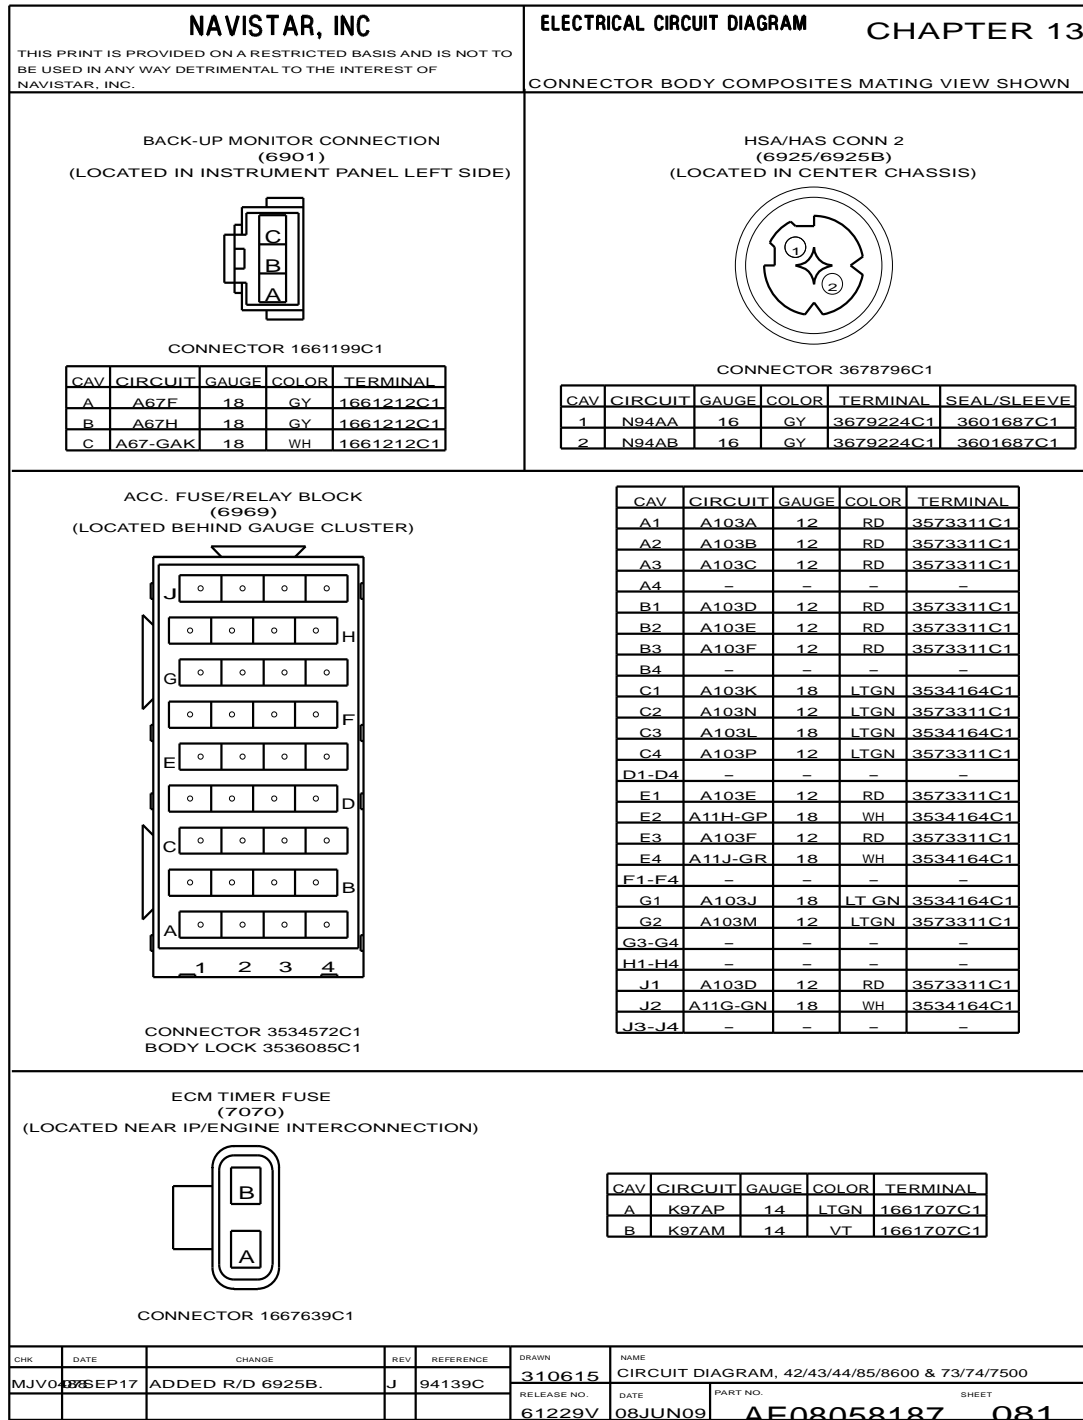 NAVISTAR, INC
THIS PRINT IS PROVIDED ON A RESTRICTED BASIS AND IS NOT TO
BE USED IN ANY WAY DETRIMENTAL TO THE INTEREST OF
NAVISTAR, INC.
ELECTRICAL CIRCUIT DIAGRAM CHAPTER 13
CONNECTOR BODY COMPOSITES MATING VIEW SHOWN
BACK-UP MONITOR CONNECTION
(6901)
(LOCATED IN INSTRUMENT PANEL LEFT SIDE)
C
B
A
CONNECTOR 1661199C1
CAV CIRCUIT GAUGE COLOR TERMINAL
A A67F 18 GY 1661212C1
B A67H 18 GY 1661212C1
C A67-GAK 18 WH 1661212C1
HSA/HAS CONN 2
(6925/6925B)
(LOCATED IN CENTER CHASSIS)
1
2
CONNECTOR 3678796C1
CAV CIRCUIT GAUGE COLOR TERMINAL SEAL/SLEEVE
1 N94AA 16 GY 3679224C1 3601687C1
2 N94AB 16 GY 3679224C1 3601687C1
ACC. FUSE/RELAY BLOCK
(6969)
(LOCATED BEHIND GAUGE CLUSTER)
J
H
G
F
E
D
C
B
A
1 2 3 4
CONNECTOR 3534572C1
BODY LOCK 3536085C1
CAV CIRCUIT GAUGE COLOR TERMINAL
A1 A103A 12 RD 3573311C1
A2 A103B 12 RD 3573311C1
A3 A103C 12 RD 3573311C1
A4 – – – –
B1 A103D 12 RD 3573311C1
B2 A103E 12 RD 3573311C1
B3 A103F 12 RD 3573311C1
B4 – – – –
C1 A103K 18 LTGN 3534164C1
C2 A103N 12 LTGN 3573311C1
C3 A103L 18 LTGN 3534164C1
C4 A103P 12 LTGN 3573311C1
D1-D4 – – – –
E1 A103E 12 RD 3573311C1
E2 A11H-GP 18 WH 3534164C1
E3 A103F 12 RD 3573311C1
E4 A11J-GR 18 WH 3534164C1
F1-F4 – – – –
G1 A103J 18 LT GN 3534164C1
G2 A103M 12 LTGN 3573311C1
G3-G4 – – – –
H1-H4 – – – –
J1 A103D 12 RD 3573311C1
J2 A11G-GN 18 WH 3534164C1
J3-J4 – – – –
ECM TIMER FUSE
(7070)
(LOCATED NEAR IP/ENGINE INTERCONNECTION)
B
A
CONNECTOR 1667639C1
CAV CIRCUIT GAUGE COLOR TERMINAL
A K97AP 14 LTGN 1661707C1
B K97AM 14 VT 1661707C1
CHK DATE CHANGE REV REFERENCE
ADDED R/D 6925B. J 94139C
DRAWN
310615
NAME
CIRCUIT DIAGRAM, 42/43/44/85/8600 & 73/74/7500
RELEASE NO.
61229V
DATE
08JUN09
PART NO.
AE08058187
SHEET
081